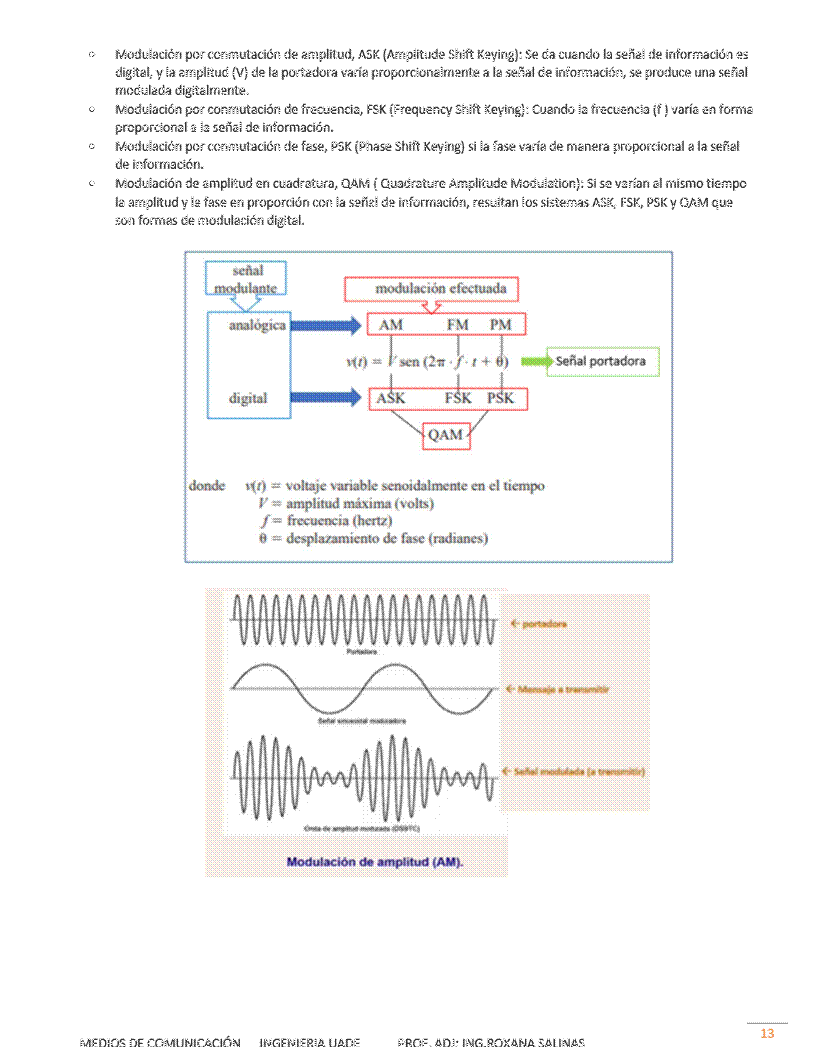 ○ Modulación por conmutación de amplitud, ASK (Amplitude Shift Keying): Se da cuando la señal de información es
digital, y la amplitud (V) de la portadora varía proporcionalmente a la señal de información, se produce una señal
modulada digitalmente.
○ Modulación por conmutación de frecuencia, FSK (Frequency Shift Keying): Cuando la frecuencia (f ) varía en forma
proporcional a la señal de información.
○ Modulación por conmutación de fase, PSK (Phase Shift Keying) si la fase varía de manera proporcional a la señal
de información.
○ Modulación de amplitud en cuadratura, QAM ( Quadrature Amplitude Modulation): Si se varían al mismo tiempo
la amplitud y la fase en proporción con la señal de información, resultan los sistemas ASK, FSK, PSK y QAM que
son formas de modulación digital.
señal
modulante
modulación efectuada
analógica AM FM PM
v(t) = V sen (2π · f · t + θ) Señal portadora
digital ASK FSK PSK
QAM
donde v(t) = voltaje variable senoidalmente en el tiempo
V = amplitud máxima (volts)
f = frecuencia (hertz)
θ = desplazamiento de fase (radianes)
← portadora
Portadora
← Mensaje a transmitir
Señal sinusoidal moduladora
← Señal modulada (a transmitir)
Onda de amplitud modulada (DSBTC)
Modulación de amplitud (AM).
13
MEDIOS DE COMUNICACIÓN INGENIERIA UADE PROF. ADJ: ING.ROXANA SALINAS